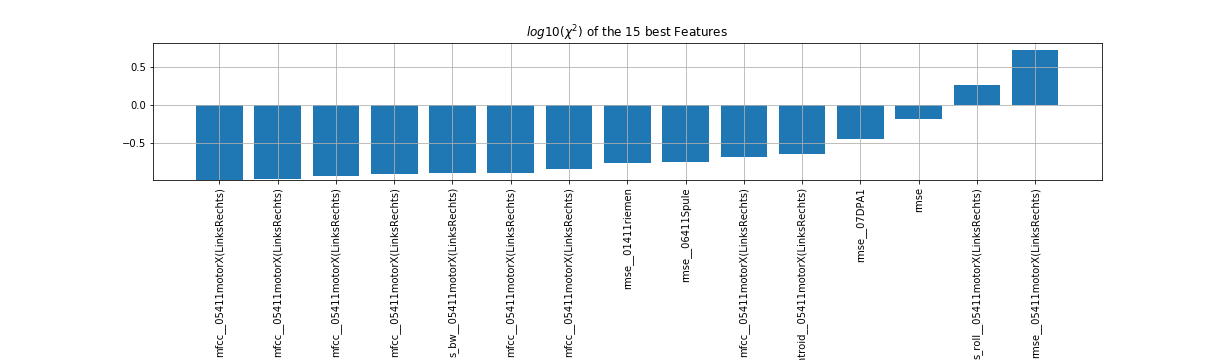 log10(χ²) of the 15 best Features
0.5
0.0
−0.5
mfcc__05411motorX(LinksRechts)
mfcc__05411motorX(LinksRechts)
mfcc__05411motorX(LinksRechts)
mfcc__05411motorX(LinksRechts)
s_bw__05411motorX(LinksRechts)
mfcc__05411motorX(LinksRechts)
mfcc__05411motorX(LinksRechts)
rmse__01411riemen
rmse__06411Spule
mfcc__05411motorX(LinksRechts)
ntroid__05411motorX(LinksRechts)
rmse__07DPA1
rmse
s_roll__05411motorX(LinksRechts)
rmse__05411motorX(LinksRechts)